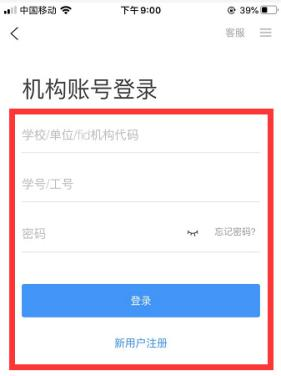 中国移动 下午9:00 39%
客服
机构账号登录
学校/单位/fid机构代码
学号/工号
密码 忘记密码?
登录
新用户注册